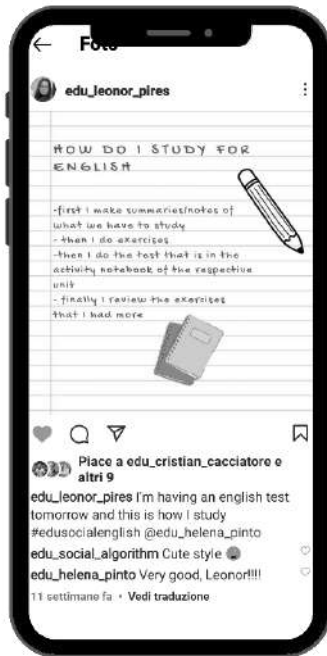 Foto
edu_leonor_pires
HOW DO I STUDY FOR
ENGLISH
-first I make summaries/notes of
what we have to study
- then I do exercises
-then I do the test that is in the
activity notebook of the respective
unit
- finally I review the exercises
that I had more
Piace a edu_cristian_cacciatore e
altri 9
edu_leonor_pires I'm having an english test
tomorrow and this is how I study
#edusocialenglish @edu_helena_pinto
edu_social_algorithm Cute style
edu_helena_pinto Very good, Leonor!!!!
11 settimane fa • Vedi traduzione